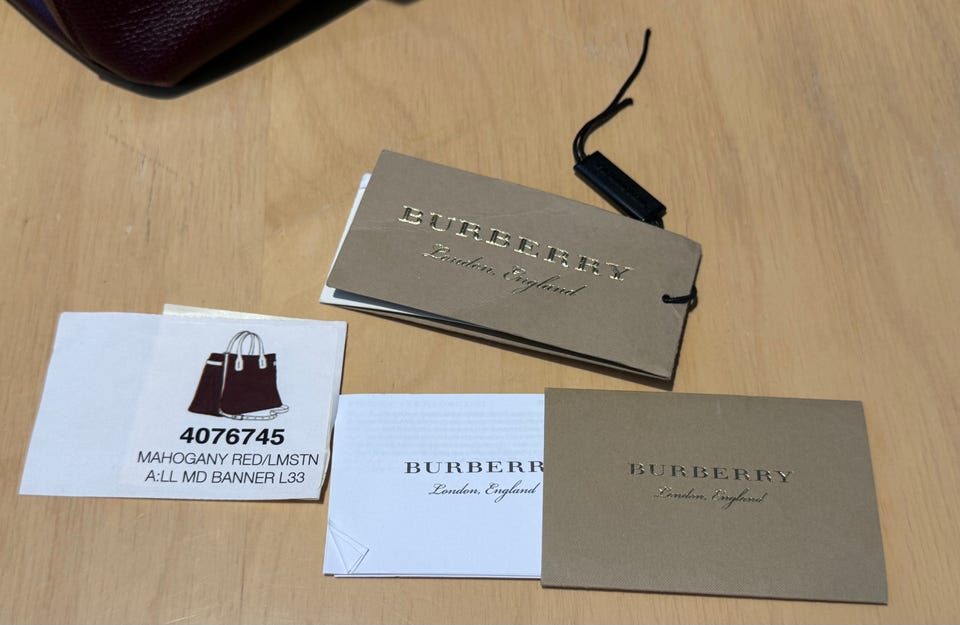 BURBERRY
London, England
4076745
MAHOGANY RED/LMSTN
A:LL MD BANNER L33
BURBERR
London, England
BURBERRY
London, England